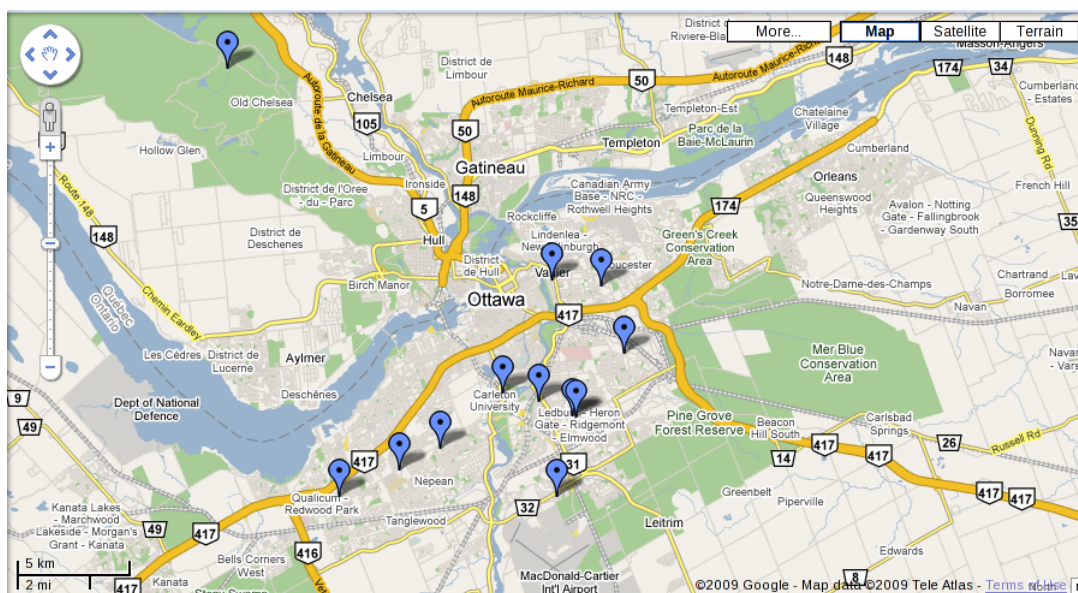 District de
Riviere-Bla
More...
Map
Satellite
Terrain
Masson-Angers
148
174
34
50
Autoroute Maurice-Richard
Autoroute Maurice-Richard
District de
Limbour
Cumberland
- Estates
Old Chelsea
Autoroute de la Gatineau
Chelsea
105
Templeton-Est
Chatelaine
Village
Dunning Rd
50
Parc de la
Baie-McLaurin
Hollow Glen
Limbour
Templeton
Cumberland
Gatineau
Orleans
French Hill
Route 148
District de l'Oree
- du - Parc
Ironside
148
Canadian Army
Base - NRC -
Rothwell Heights
Queenswood
Heights
Avalon - Notting
Gate - Fallingbrook
- Gardenway South
35
5
Rockcliffe
174
148
District de
Deschenes
Hull
Lindenlea -
Green's Creek
Conservation
Area
District
de Hull
Birch Manor
Ottawa
Notre-Dame-des-Champs
Chartrand
Borromee
Navan
Québec
Ontario
Chemin Eardley
417
Les Cèdres
District de
Lucerne
Aylmer
Mer Blue
Conservation
Area
Deschênes
9
49
Dept of National
Defence
Carleton
University
Gate - Ridgemont
- Elmwood
Pine Grove
Forest Reserve
Beacon
Hill South
Carlsbad
Springs
Russell Rd
26
417
14
417
31
417
417
Nepean
Qualicum -
Redwood Park
Greenbelt
Piperville
32
Tanglewood
Leitrim
Kanata Lakes
- Marchwood
Lakeside - Morgan's
Grant - Kanata
49
417
416
Bells Corners
West
Edwards
8
5 km
2 mi
417
Kanata
MacDonald-Cartier
Int'l Airport
©2009 Google - Map data ©2009 Tele Atlas - Terms of Use